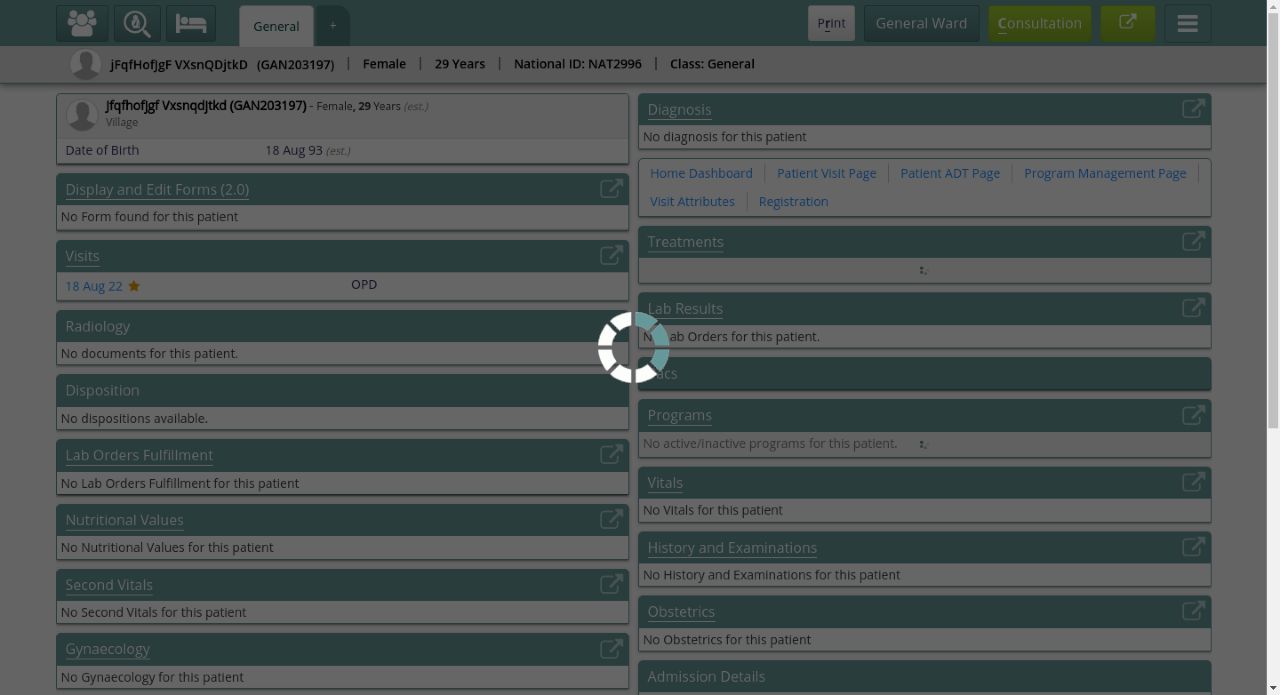 General
+
Print
General Ward
Consultation
jFqfHofJgF VXsnQDjtkD (GAN203197) | Female | 29 Years | National ID: NAT2996 | Class: General
Jfqfhofjgf Vxsnqdjtkd (GAN203197) - Female, 29 Years (est.)
Village
Date of Birth 18 Aug 93 (est.)
Display and Edit Forms (2.0)
No Form found for this patient
Visits
18 Aug 22 OPD
Radiology
No documents for this patient.
Disposition
No dispositions available.
Lab Orders Fulfillment
No Lab Orders Fulfillment for this patient
Nutritional Values
No Nutritional Values for this patient
Second Vitals
No Second Vitals for this patient
Gynaecology
No Gynaecology for this patient
Diagnosis
No diagnosis for this patient
Home Dashboard | Patient Visit Page | Patient ADT Page | Program Management Page
Visit Attributes | Registration
Treatments
Lab Results
Lab Orders for this patient.
Programs
No active/inactive programs for this patient.
Vitals
No Vitals for this patient
History and Examinations
No History and Examinations for this patient
Obstetrics
No Obstetrics for this patient
Admission Details